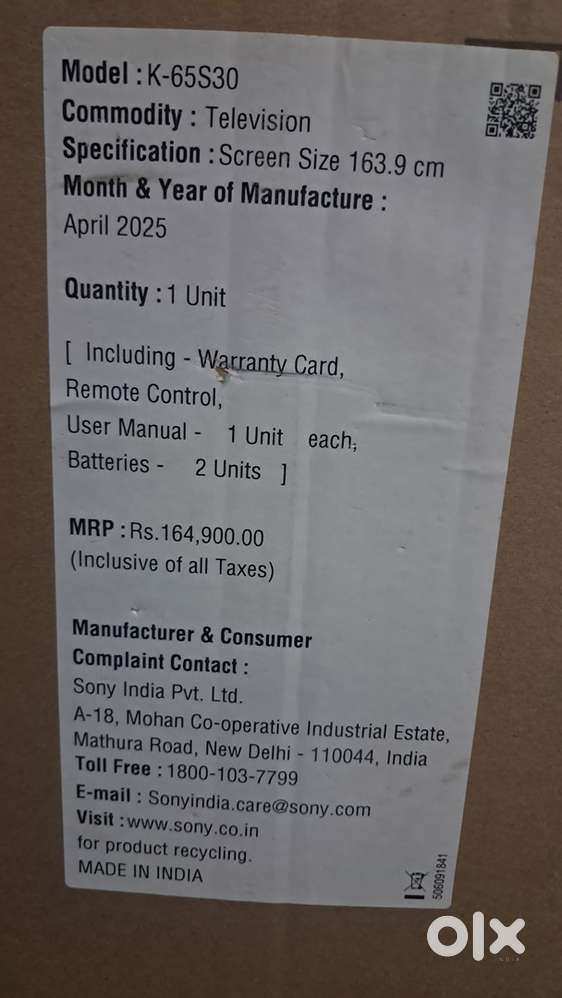 Model : K-65S30
Commodity : Television
Specification : Screen Size 163.9 cm
Month & Year of Manufacture :
April 2025
Quantity : 1 Unit
[ Including - Warranty Card,
Remote Control,
User Manual - 1 Unit each,
Batteries - 2 Units ]
MRP : Rs.164,900.00
(Inclusive of all Taxes)
Manufacturer & Consumer
Complaint Contact :
Sony India Pvt. Ltd.
A-18, Mohan Co-operative Industrial Estate,
Mathura Road, New Delhi - 110044, India
Toll Free : 1800-103-7799
E-mail : Sonyindia.care@sony.com
Visit : www.sony.co.in
for product recycling.
MADE IN INDIA
506091841
OLX
INDIA